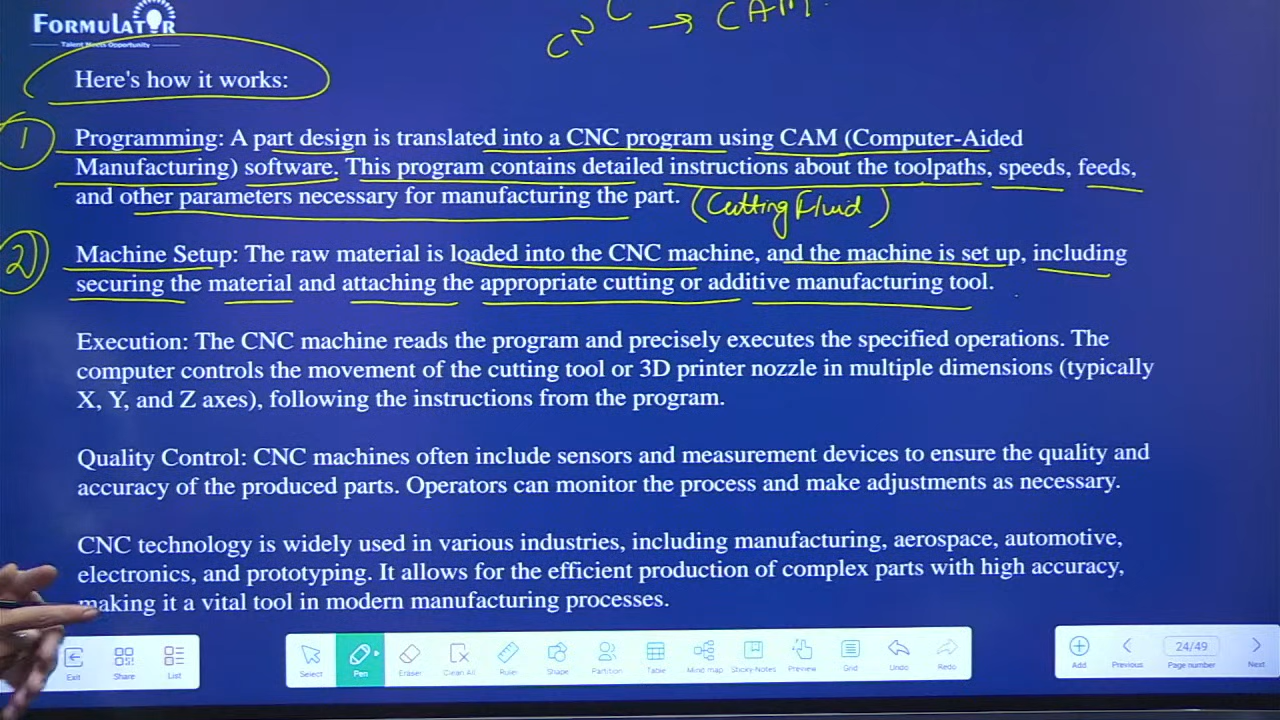 FORMULATOR
Talent Meets Opportunity
CNC → CAM.
Here's how it works:
1 Programming: A part design is translated into a CNC program using CAM (Computer-Aided
Manufacturing) software. This program contains detailed instructions about the toolpaths, speeds, feeds,
and other parameters necessary for manufacturing the part. (Cutting Fluid)
2 Machine Setup: The raw material is loaded into the CNC machine, and the machine is set up, including
securing the material and attaching the appropriate cutting or additive manufacturing tool.
Execution: The CNC machine reads the program and precisely executes the specified operations. The
computer controls the movement of the cutting tool or 3D printer nozzle in multiple dimensions (typically
X, Y, and Z axes), following the instructions from the program.
Quality Control: CNC machines often include sensors and measurement devices to ensure the quality and
accuracy of the produced parts. Operators can monitor the process and make adjustments as necessary.
CNC technology is widely used in various industries, including manufacturing, aerospace, automotive,
electronics, and prototyping. It allows for the efficient production of complex parts with high accuracy,
making it a vital tool in modern manufacturing processes.
Exit Share List Select Pen Eraser Clean All Ruler Shape Partition Table Mind map Sticky-Notes Preview Grid Undo Redo Add Previous 24/49 Page number Next